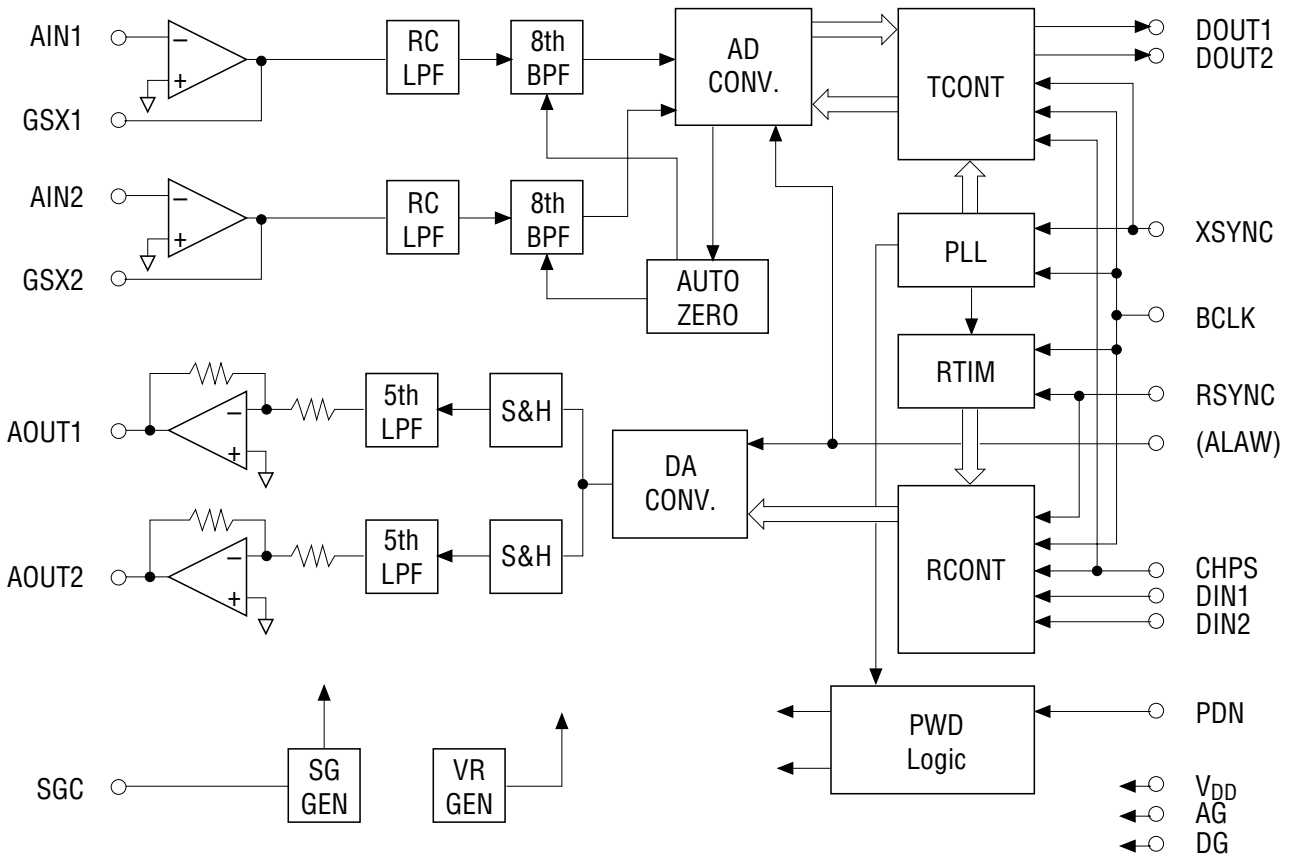 AIN1
−
+
GSX1
RC
LPF
8th
BPF
AD
CONV.
TCONT
DOUT1
DOUT2
AIN2
−
+
GSX2
RC
LPF
8th
BPF
AUTO
ZERO
PLL
XSYNC
BCLK
RTIM
RSYNC
(ALAW)
AOUT1
−
+
5th
LPF
S&H
DA
CONV.
AOUT2
−
+
5th
LPF
S&H
RCONT
CHPS
DIN1
DIN2
PWD
Logic
PDN
SGC
SG
GEN
VR
GEN
VDD
AG
DG